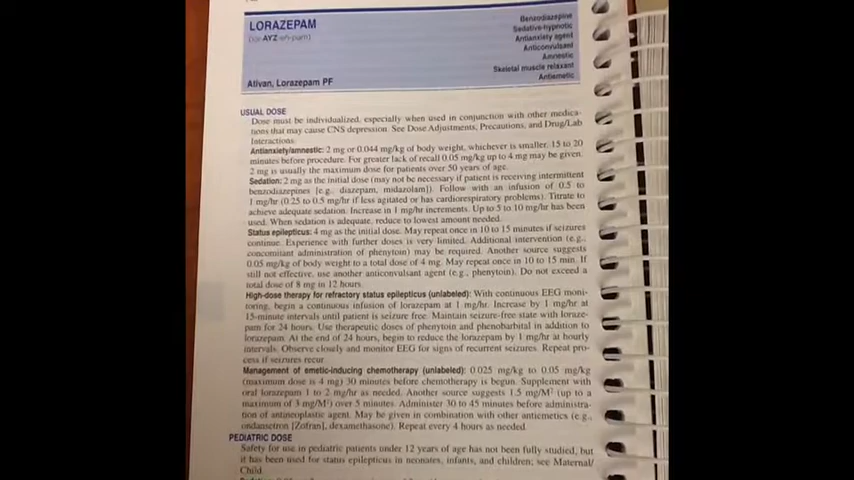 LORAZEPAM
(lor-AYZ-eh-pam)
Benzodiazepine
Sedative-hypnotic
Antianxiety agent
Anticonvulsant
Amnestic
Skeletal muscle relaxant
Antiemetic
Ativan, Lorazepam PF
USUAL DOSE
Dose must be individualized, especially when used in conjunction with other medica-
tions that may cause CNS depression. See Dose Adjustments, Precautions, and Drug/Lab
Interactions.
Antianxiety/amnestic: 2 mg or 0.044 mg/kg of body weight, whichever is smaller, 15 to 20
minutes before procedure. For greater lack of recall 0.05 mg/kg up to 4 mg may be given.
2 mg is usually the maximum dose for patients over 50 years of age.
Sedation: 2 mg as the initial dose (may not be necessary if patient is receiving intermittent
benzodiazepines [e.g., diazepam, midazolam]). Follow with an infusion of 0.5 to
1 mg/hr (0.25 to 0.5 mg/hr if less agitated or has cardiorespiratory problems). Titrate to
achieve adequate sedation. Increase in 1 mg/hr increments. Up to 5 to 10 mg/hr has been
used. When sedation is adequate, reduce to lowest amount needed.
Status epilepticus: 4 mg as the initial dose. May repeat once in 10 to 15 minutes if seizures
continue. Experience with further doses is very limited. Additional intervention (e.g.,
concomitant administration of phenytoin) may be required. Another source suggests
0.05 mg/kg of body weight to a total dose of 4 mg. May repeat once in 10 to 15 min. If
still not effective, use another anticonvulsant agent (e.g., phenytoin). Do not exceed a
total dose of 8 mg in 12 hours.
High-dose therapy for refractory status epilepticus (unlabeled): With continuous EEG moni-
toring, begin a continuous infusion of lorazepam at 1 mg/hr. Increase by 1 mg/hr at
15-minute intervals until patient is seizure free. Maintain seizure-free state with loraze-
pam for 24 hours. Use therapeutic doses of phenytoin and phenobarbital in addition to
lorazepam. At the end of 24 hours, begin to reduce the lorazepam by 1 mg/hr at hourly
intervals. Observe closely and monitor EEG for signs of recurrent seizures. Repeat pro-
cess if seizures recur.
Management of emetic-inducing chemotherapy (unlabeled): 0.025 mg/kg to 0.05 mg/kg
(maximum dose is 4 mg) 30 minutes before chemotherapy is begun. Supplement with
oral lorazepam 1 to 2 mg/hr as needed. Another source suggests 1.5 mg/M² (up to a
maximum of 3 mg/M²) over 5 minutes. Administer 30 to 45 minutes before administra-
tion of antineoplastic agent. May be given in combination with other antiemetics (e.g.,
ondansetron [Zofran], dexamethasone). Repeat every 4 hours as needed.
PEDIATRIC DOSE
Safety for use in pediatric patients under 12 years of age has not been fully studied, but
it has been used for status epilepticus in neonates, infants, and children; see Maternal/
Child.